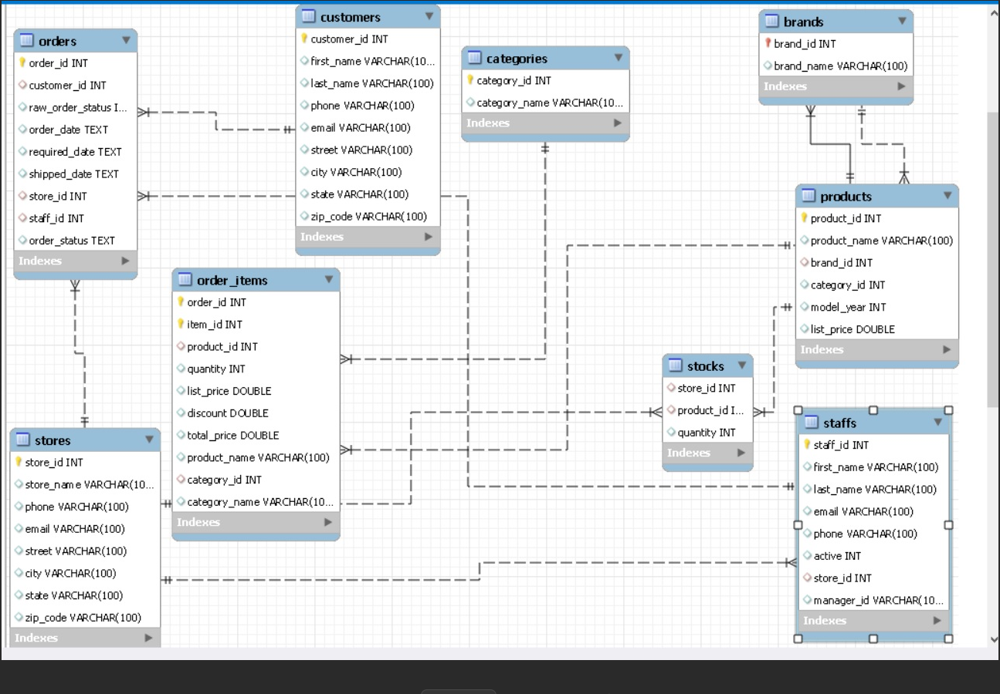 orders
order_id INT
customer_id INT
raw_order_status I...
order_date TEXT
required_date TEXT
shipped_date TEXT
store_id INT
staff_id INT
order_status TEXT
Indexes
customers
customer_id INT
first_name VARCHAR(10...
last_name VARCHAR(100)
phone VARCHAR(100)
email VARCHAR(100)
street VARCHAR(100)
city VARCHAR(100)
state VARCHAR(100)
zip_code VARCHAR(100)
Indexes
categories
category_id INT
category_name VARCHAR(10...
Indexes
brands
brand_id INT
brand_name VARCHAR(100)
Indexes
products
product_id INT
product_name VARCHAR(100)
brand_id INT
category_id INT
model_year INT
list_price DOUBLE
Indexes
order_items
order_id INT
item_id INT
product_id INT
quantity INT
list_price DOUBLE
discount DOUBLE
total_price DOUBLE
product_name VARCHAR(100)
category_id INT
category_name VARCHAR(10...
Indexes
stocks
store_id INT
product_id I...
quantity INT
Indexes
stores
store_id INT
store_name VARCHAR(10...
phone VARCHAR(100)
email VARCHAR(100)
street VARCHAR(100)
city VARCHAR(100)
state VARCHAR(100)
zip_code VARCHAR(100)
Indexes
staffs
staff_id INT
first_name VARCHAR(100)
last_name VARCHAR(100)
email VARCHAR(100)
phone VARCHAR(100)
active INT
store_id INT
manager_id VARCHAR(10...
Indexes